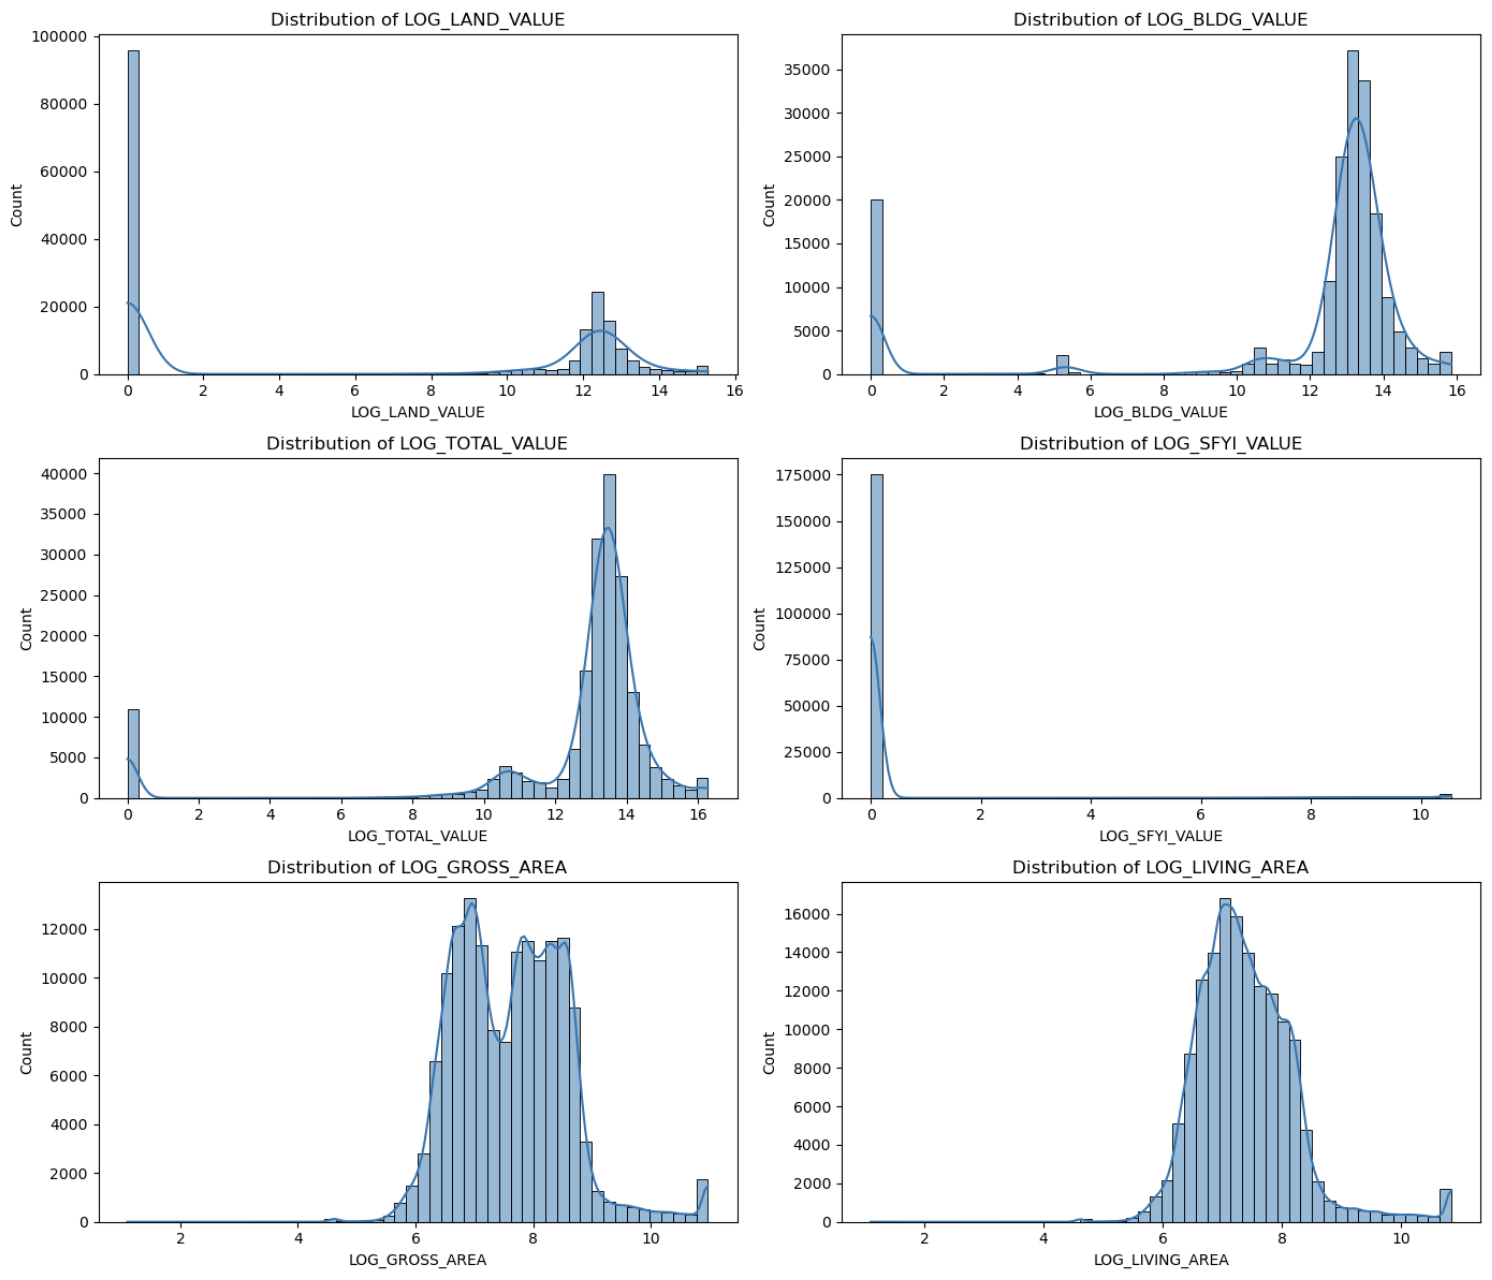 Distribution of LOG_LAND_VALUE
100000
80000
60000
40000
20000
0
Count
0 2 4 6 8 10 12 14 16
LOG_LAND_VALUE
Distribution of LOG_BLDG_VALUE
35000
30000
25000
20000
15000
10000
5000
0
Count
0 2 4 6 8 10 12 14 16
LOG_BLDG_VALUE
Distribution of LOG_TOTAL_VALUE
40000
35000
30000
25000
20000
15000
10000
5000
0
Count
0 2 4 6 8 10 12 14 16
LOG_TOTAL_VALUE
Distribution of LOG_SFYI_VALUE
175000
150000
125000
100000
75000
50000
25000
0
Count
0 2 4 6 8 10
LOG_SFYI_VALUE
Distribution of LOG_GROSS_AREA
12000
10000
8000
6000
4000
2000
0
Count
2 4 6 8 10
LOG_GROSS_AREA
Distribution of LOG_LIVING_AREA
16000
14000
12000
10000
8000
6000
4000
2000
0
Count
2 4 6 8 10
LOG_LIVING_AREA